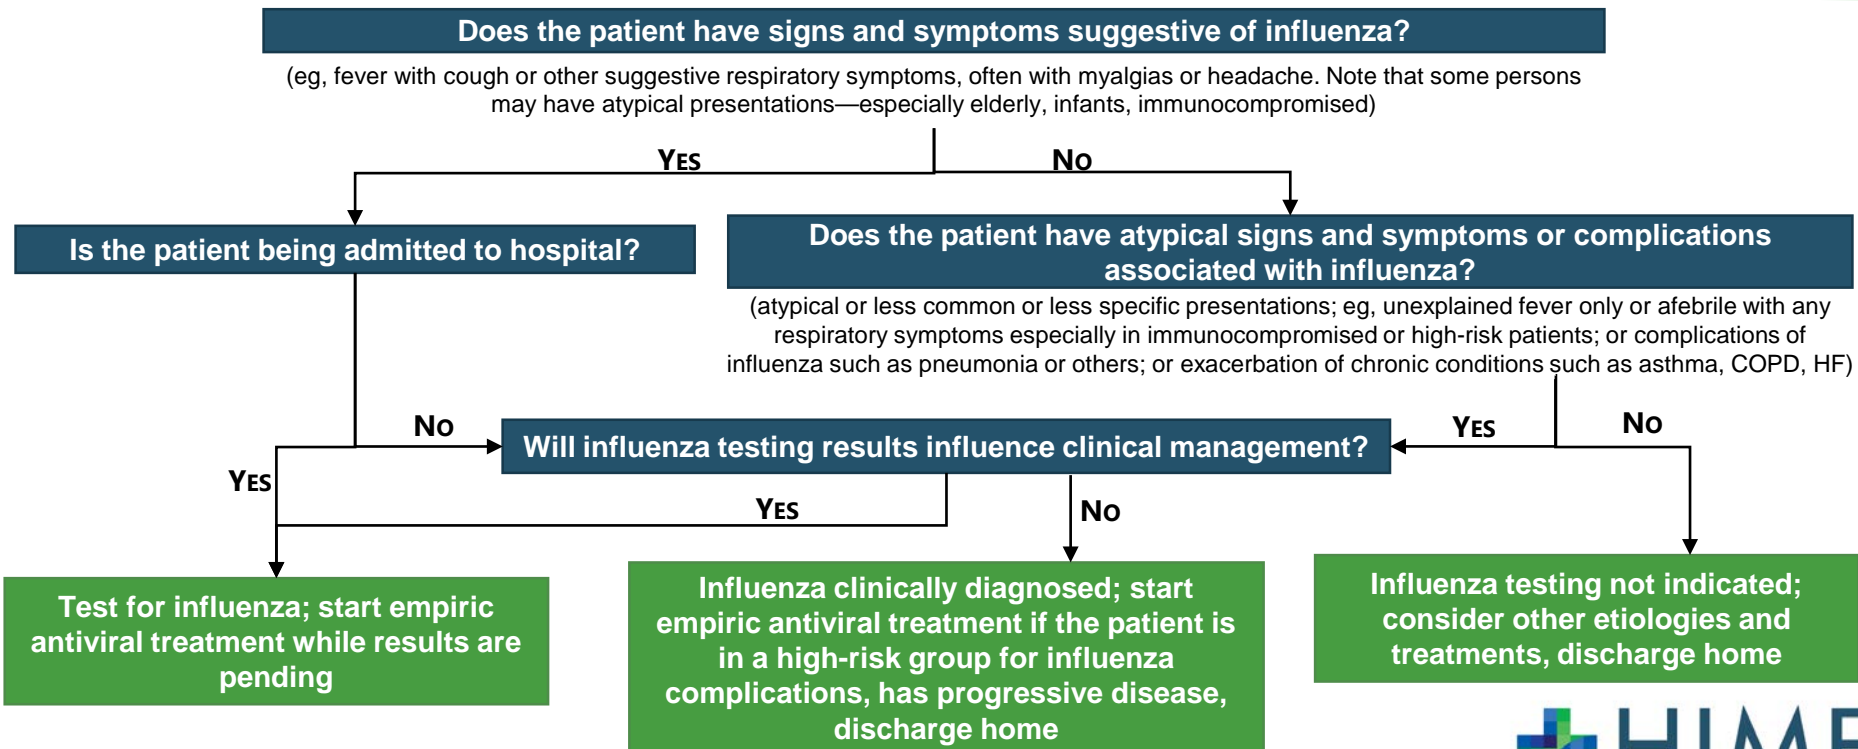 Does the patient have signs and symptoms suggestive of influenza?
(eg, fever with cough or other suggestive respiratory symptoms, often with myalgias or headache. Note that some persons
may have atypical presentations—especially elderly, infants, immunocompromised)
YES
NO
Is the patient being admitted to hospital?
Does the patient have atypical signs and symptoms or complications
associated with influenza?
(atypical or less common or less specific presentations; eg, unexplained fever only or afebrile with any
respiratory symptoms especially in immunocompromised or high-risk patients; or complications of
influenza such as pneumonia or others; or exacerbation of chronic conditions such as asthma, COPD, HF)
NO
Will influenza testing results influence clinical management?
YES
NO
YES
YES
NO
Test for influenza; start empiric
antiviral treatment while results are
pending
Influenza clinically diagnosed; start
empiric antiviral treatment if the patient is
in a high-risk group for influenza
complications, has progressive disease,
discharge home
Influenza testing not indicated;
consider other etiologies and
treatments, discharge home